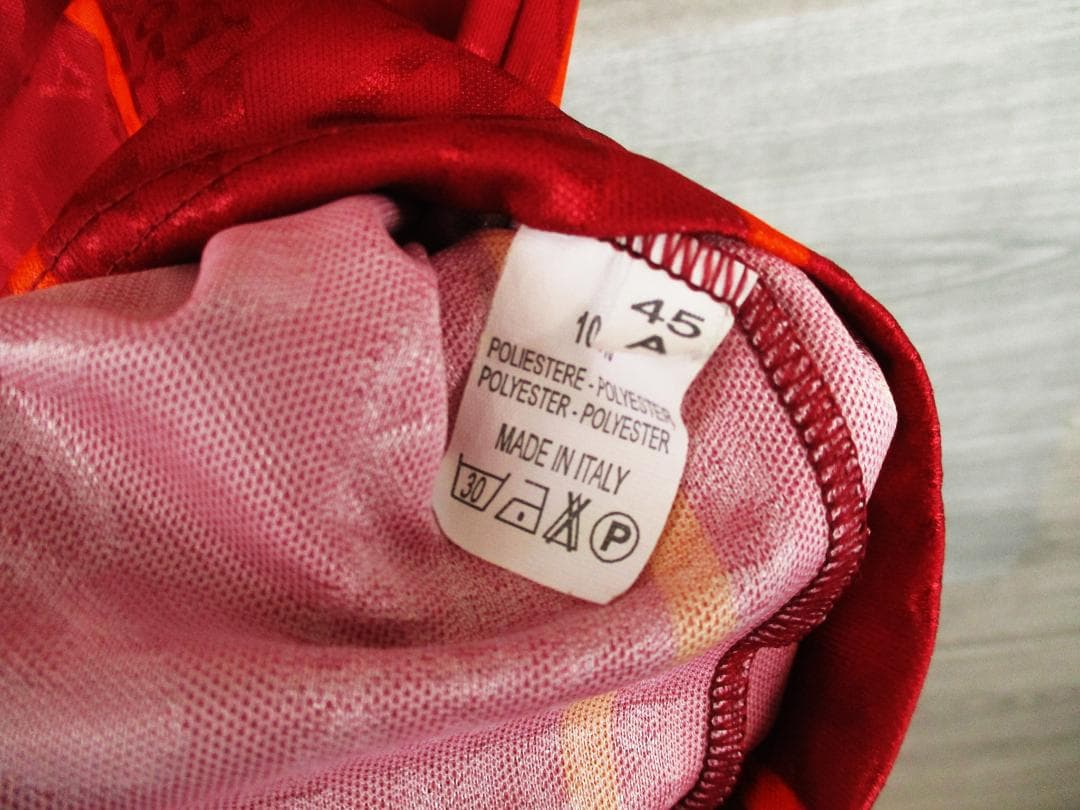 45
A
10
POLIESTERE - POLYESTER
POLYESTER - POLYESTER
MADE IN ITALY
30
P